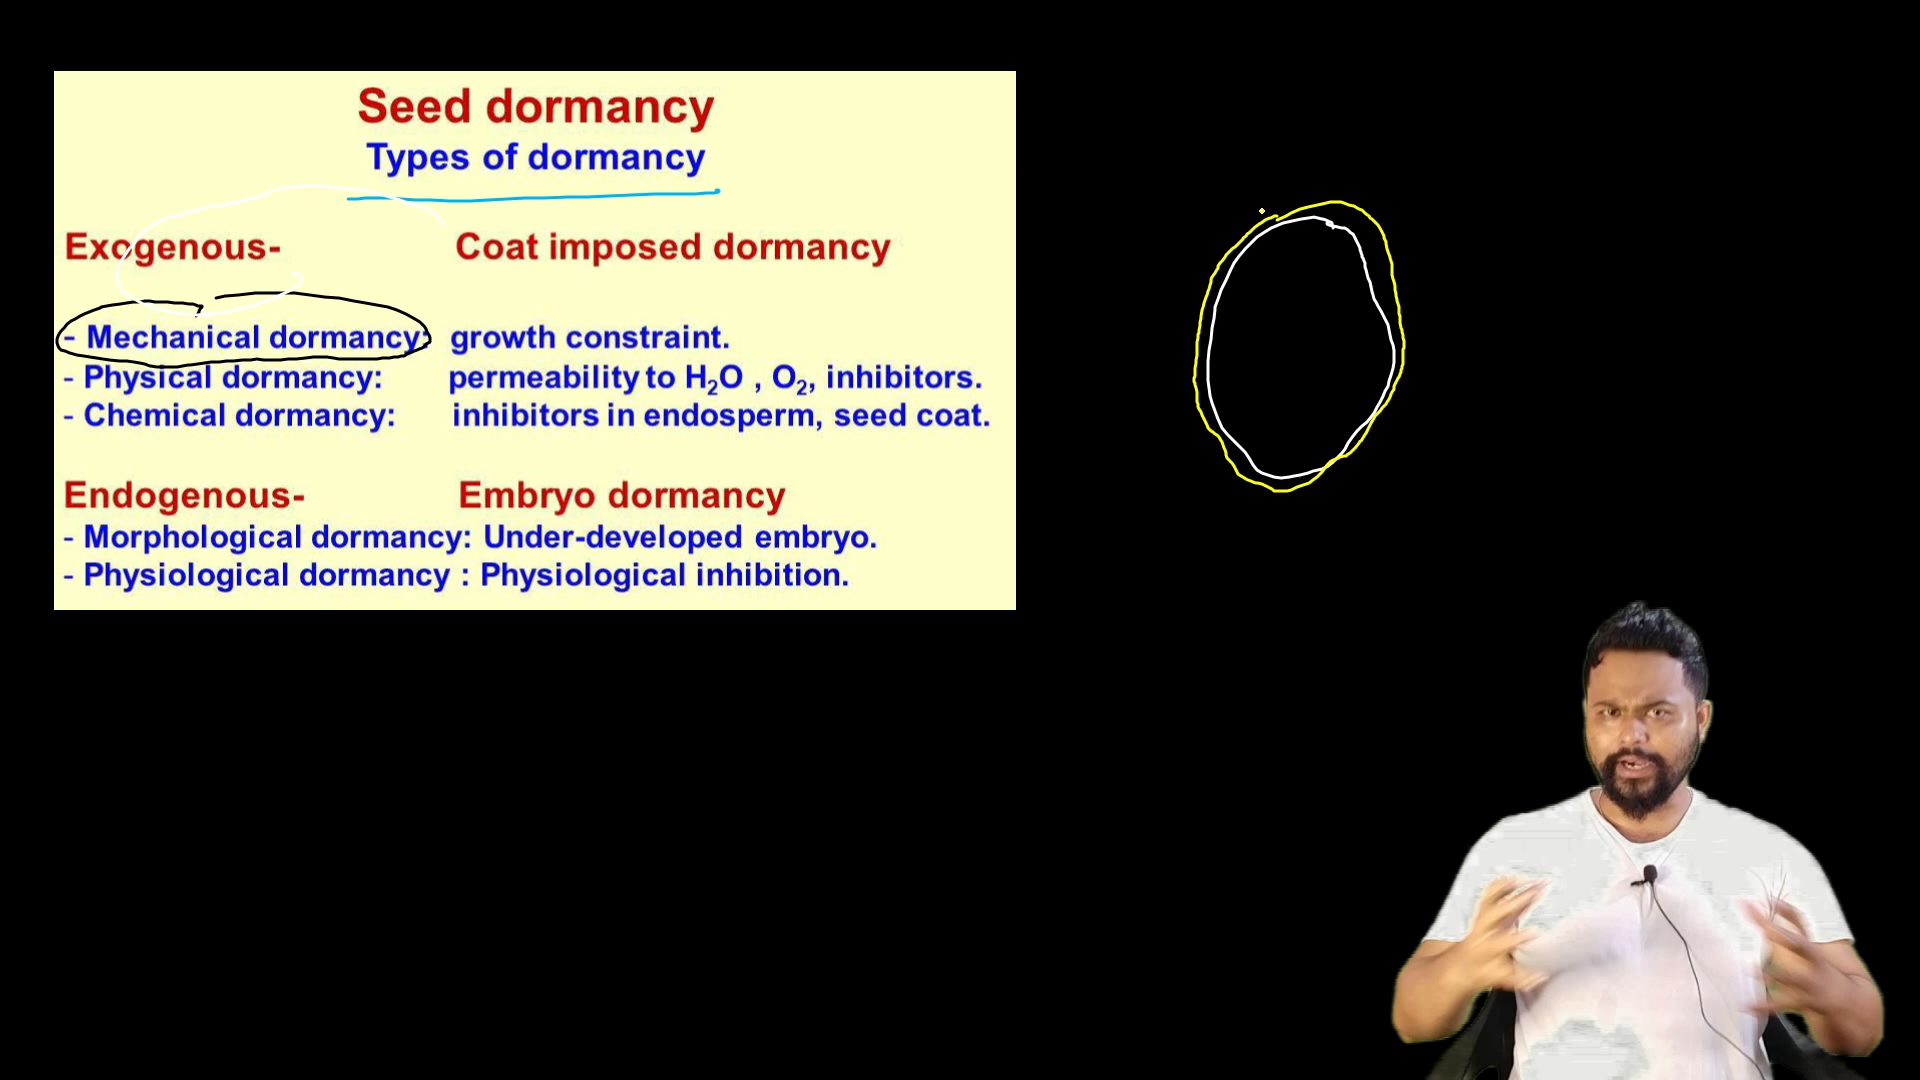 Seed dormancy
Types of dormancy
Exogenous- Coat imposed dormancy
- Mechanical dormancy: growth constraint.
- Physical dormancy: permeability to H₂O , O₂, inhibitors.
- Chemical dormancy: inhibitors in endosperm, seed coat.
Endogenous- Embryo dormancy
- Morphological dormancy: Under-developed embryo.
- Physiological dormancy : Physiological inhibition.